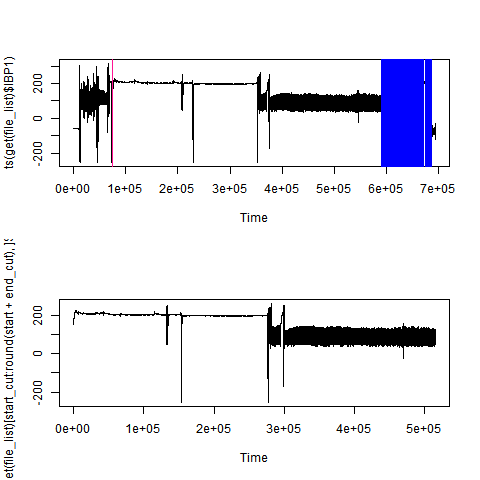 ts(get(file_list)$IBP1)
200
0
-200
0e+00 1e+05 2e+05 3e+05 4e+05 5e+05 6e+05 7e+05
Time
et(file_list)[start_cut:round(start + end_cut), ]$
200
0
-200
0e+00 1e+05 2e+05 3e+05 4e+05 5e+05
Time